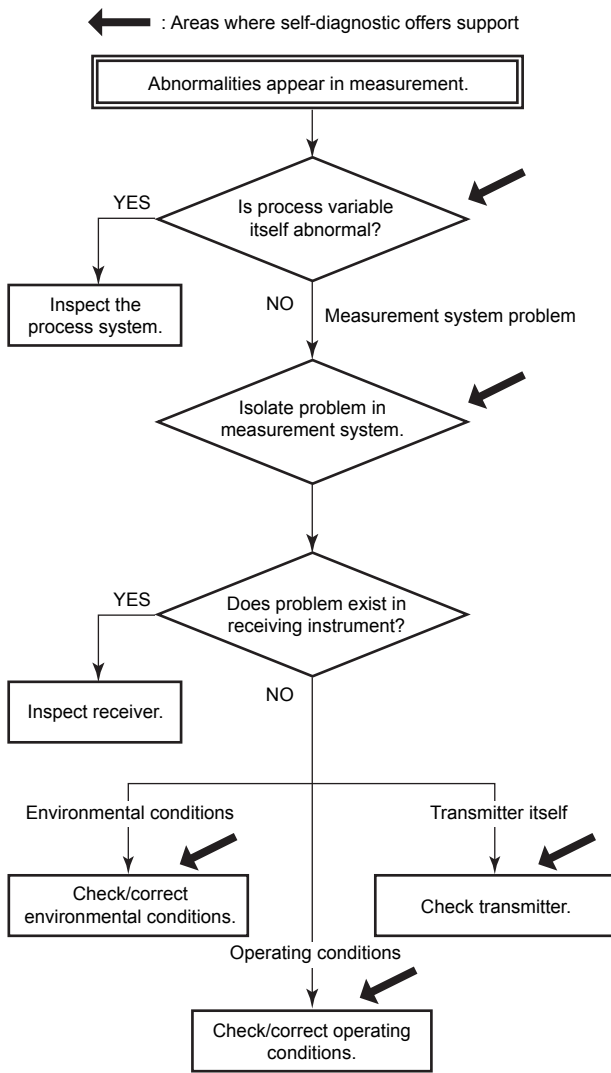 : Areas where self-diagnostic offers support
Abnormalities appear in measurement.
YES
Is process variable
itself abnormal?
Inspect the
process system.
NO
Measurement system problem
Isolate problem in
measurement system.
YES
Does problem exist in
receiving instrument?
Inspect receiver.
NO
Environmental conditions
Transmitter itself
Check/correct
environmental conditions.
Check transmitter.
Operating conditions
Check/correct operating
conditions.